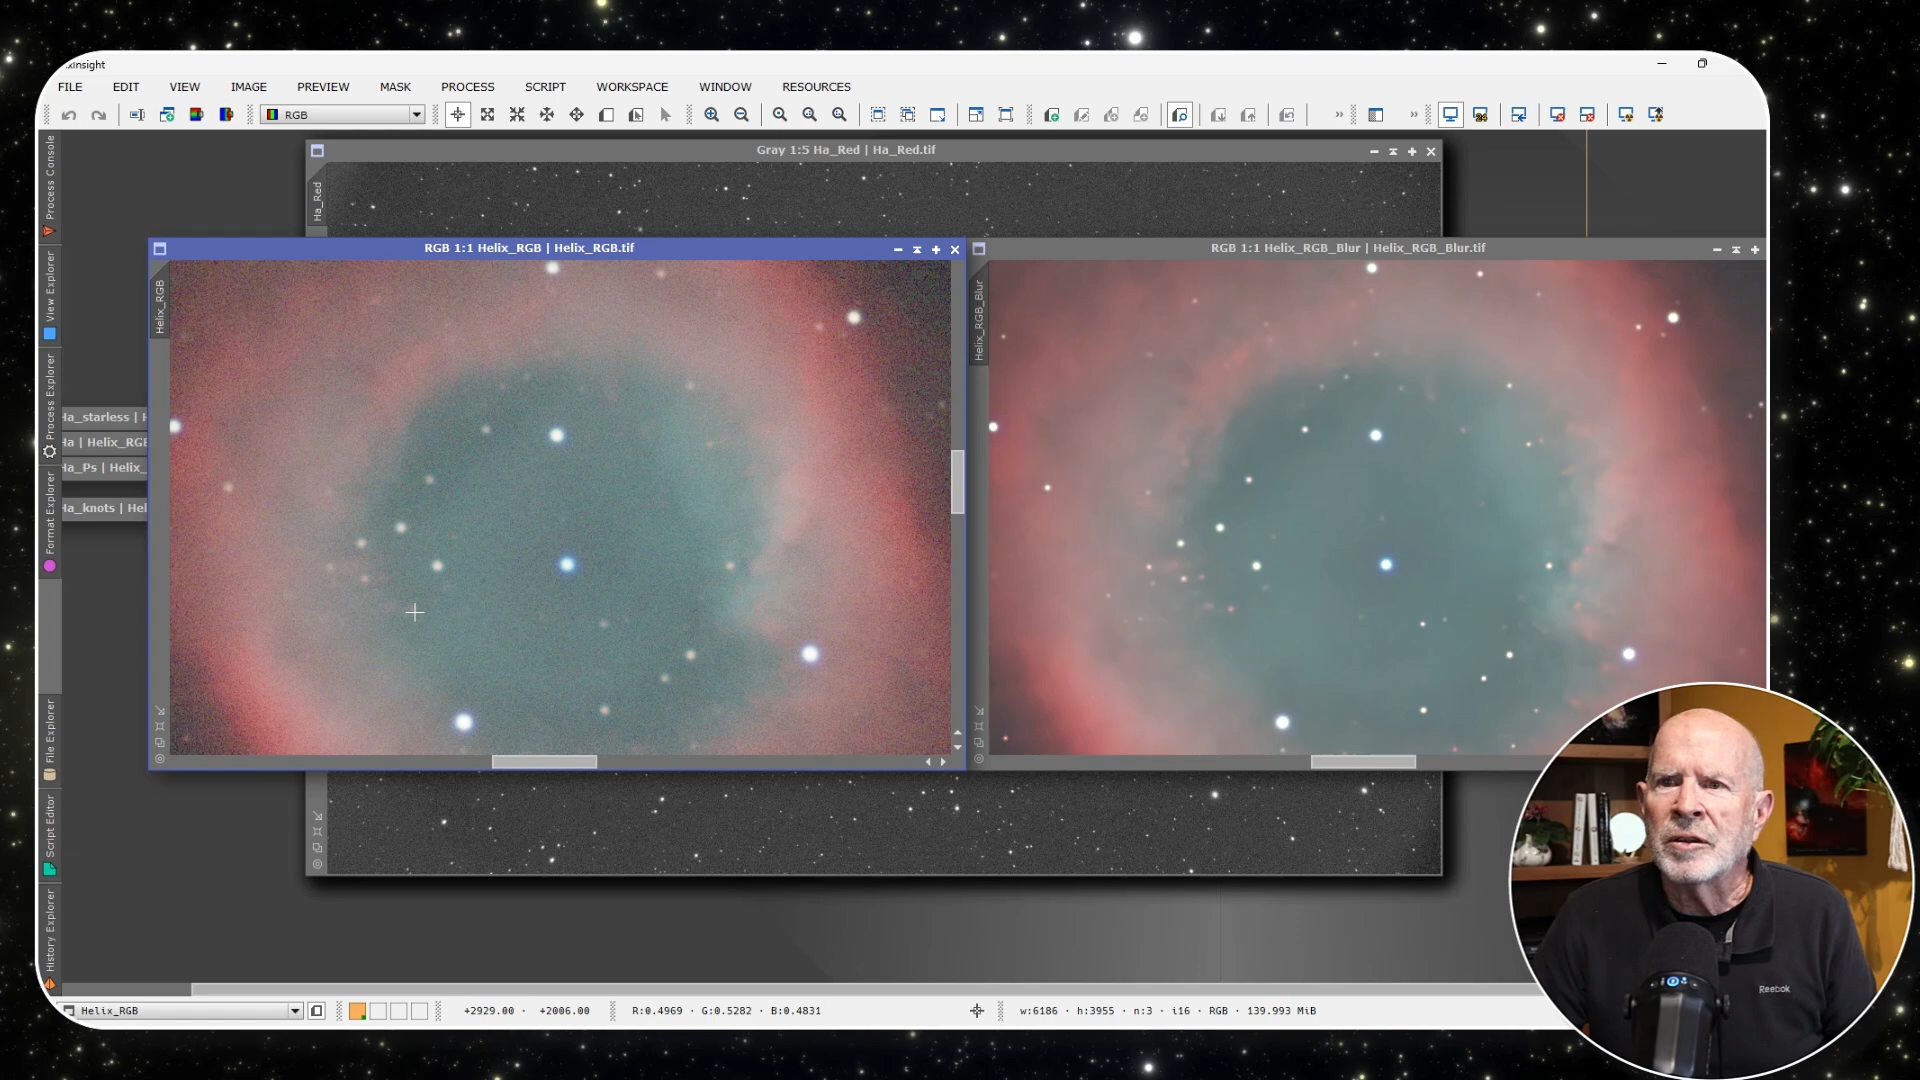 xInsight
FILE EDIT VIEW IMAGE PREVIEW MASK PROCESS SCRIPT WORKSPACE WINDOW RESOURCES
RGB
Gray 1:5 Ha_Red | Ha_Red.tif
Ha_Red
RGB 1:1 Helix_RGB | Helix_RGB.tif
RGB 1:1 Helix_RGB_Blur | Helix_RGB_Blur.tif
Helix_RGB
Helix_RGB_Blur
Process Console
View Explorer
Process Explorer
Format Explorer
File Explorer
Script Editor
History Explorer
Ha_starless | H
Ha | Helix_RGB
Ha_Ps | Helix_
Ha_knots | Hel
Reebok
Helix_RGB
+2929.00 · +2006.00
R:0.4969 · G:0.5282 · B:0.4831
w:6186 · h:3955 · n:3 · i16 · RGB · 139.993 MiB